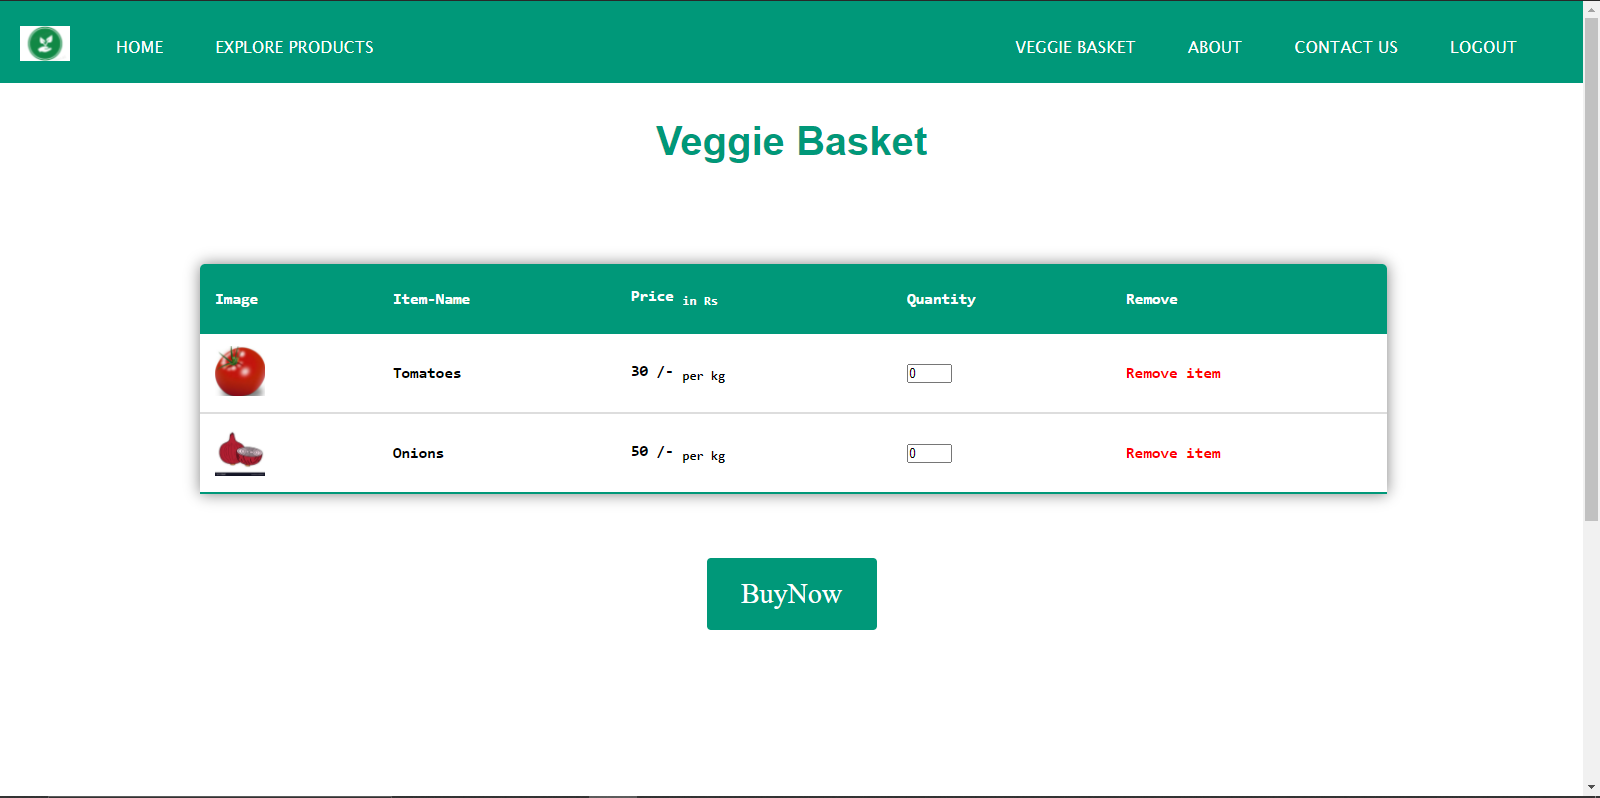 HOME EXPLORE PRODUCTS VEGGIE BASKET ABOUT CONTACT US LOGOUT
Veggie Basket
Image Item-Name Price in Rs Quantity Remove
Tomatoes 30 /- per kg 0 Remove item
Onions 50 /- per kg 0 Remove item
BuyNow